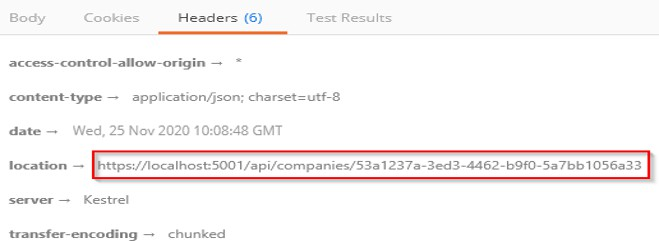 Body Cookies Headers (6) Test Results
access-control-allow-origin → *
content-type → application/json; charset=utf-8
date → Wed, 25 Nov 2020 10:08:48 GMT
location → https://localhost:5001/api/companies/53a1237a-3ed3-4462-b9f0-5a7bb1056a33
server → Kestrel
transfer-encoding → chunked